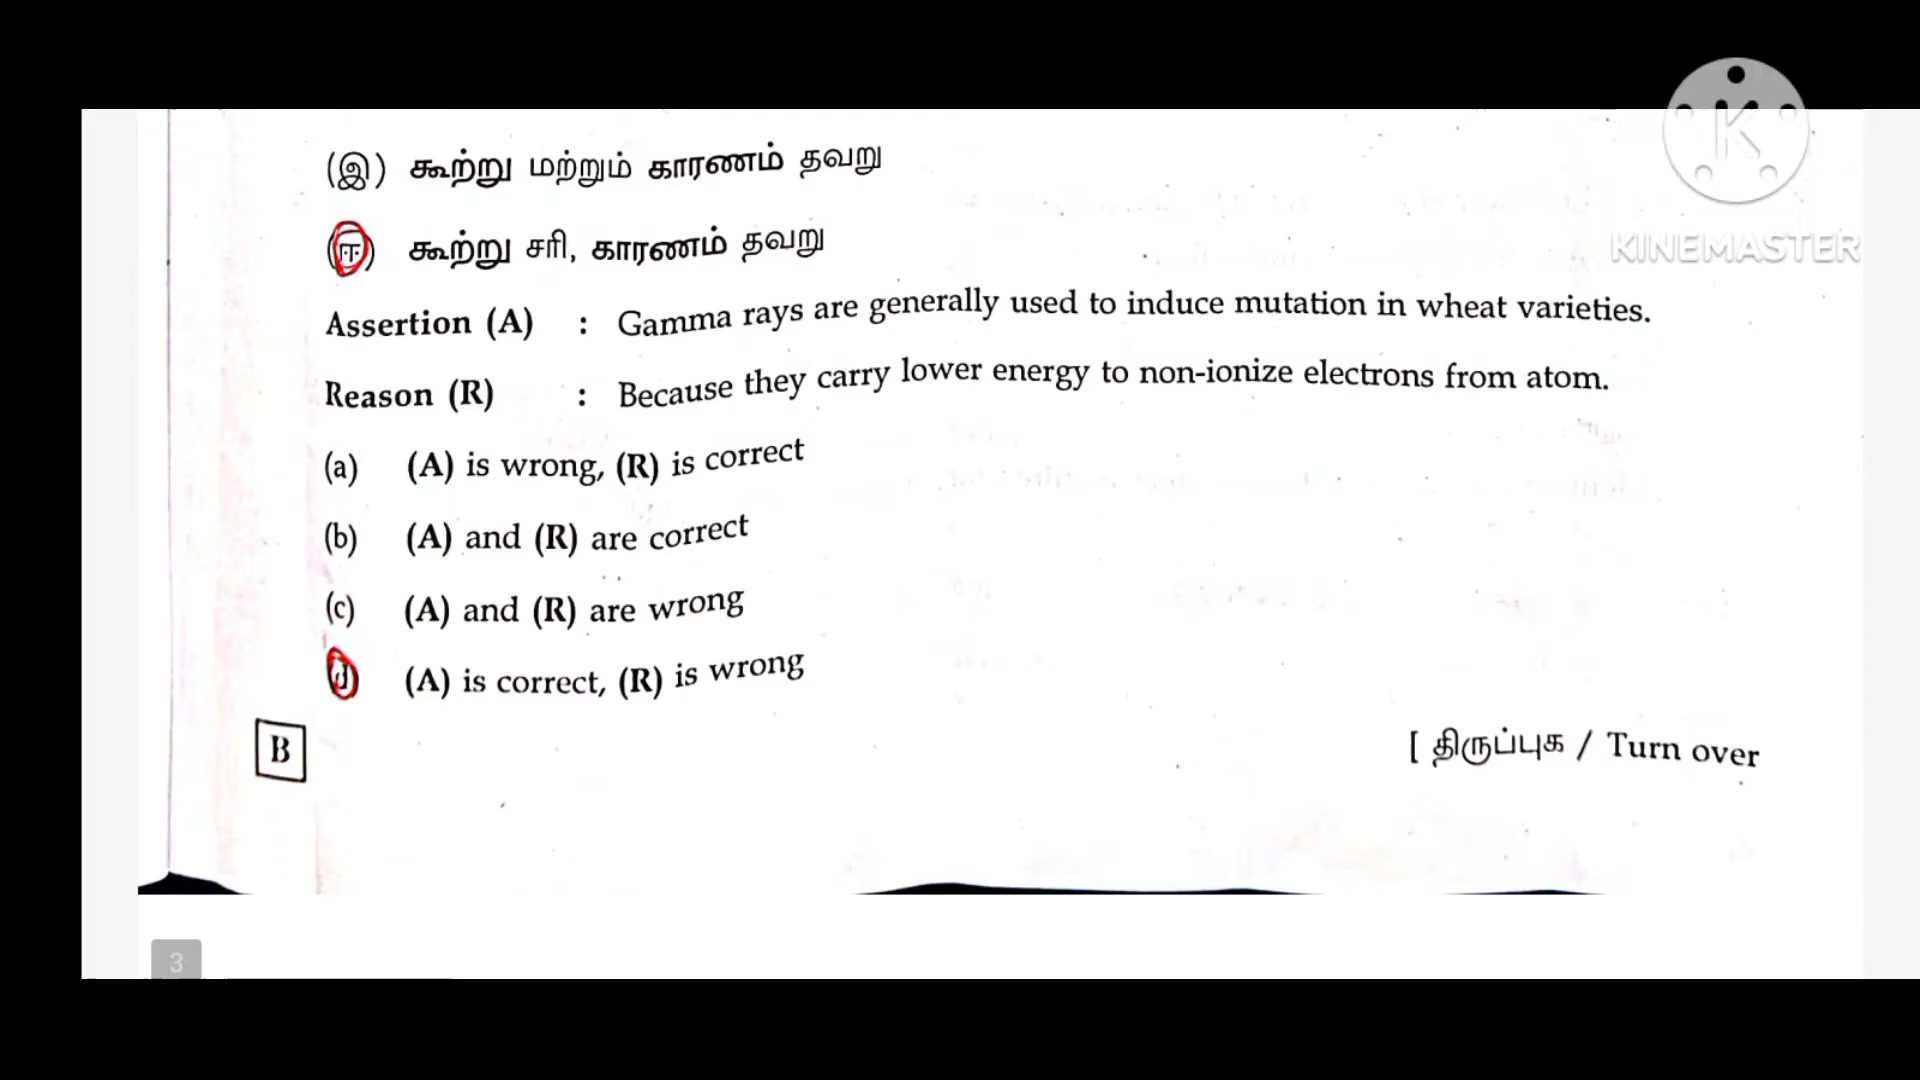 K
KINEMASTER
(இ) கூற்று மற்றும் காரணம் தவறு
(ஈ) கூற்று சரி, காரணம் தவறு
Assertion (A) : Gamma rays are generally used to induce mutation in wheat varieties.
Reason (R) : Because they carry lower energy to non-ionize electrons from atom.
(a) (A) is wrong, (R) is correct
(b) (A) and (R) are correct
(c) (A) and (R) are wrong
(d) (A) is correct, (R) is wrong
B
[ திருப்புக / Turn over
3